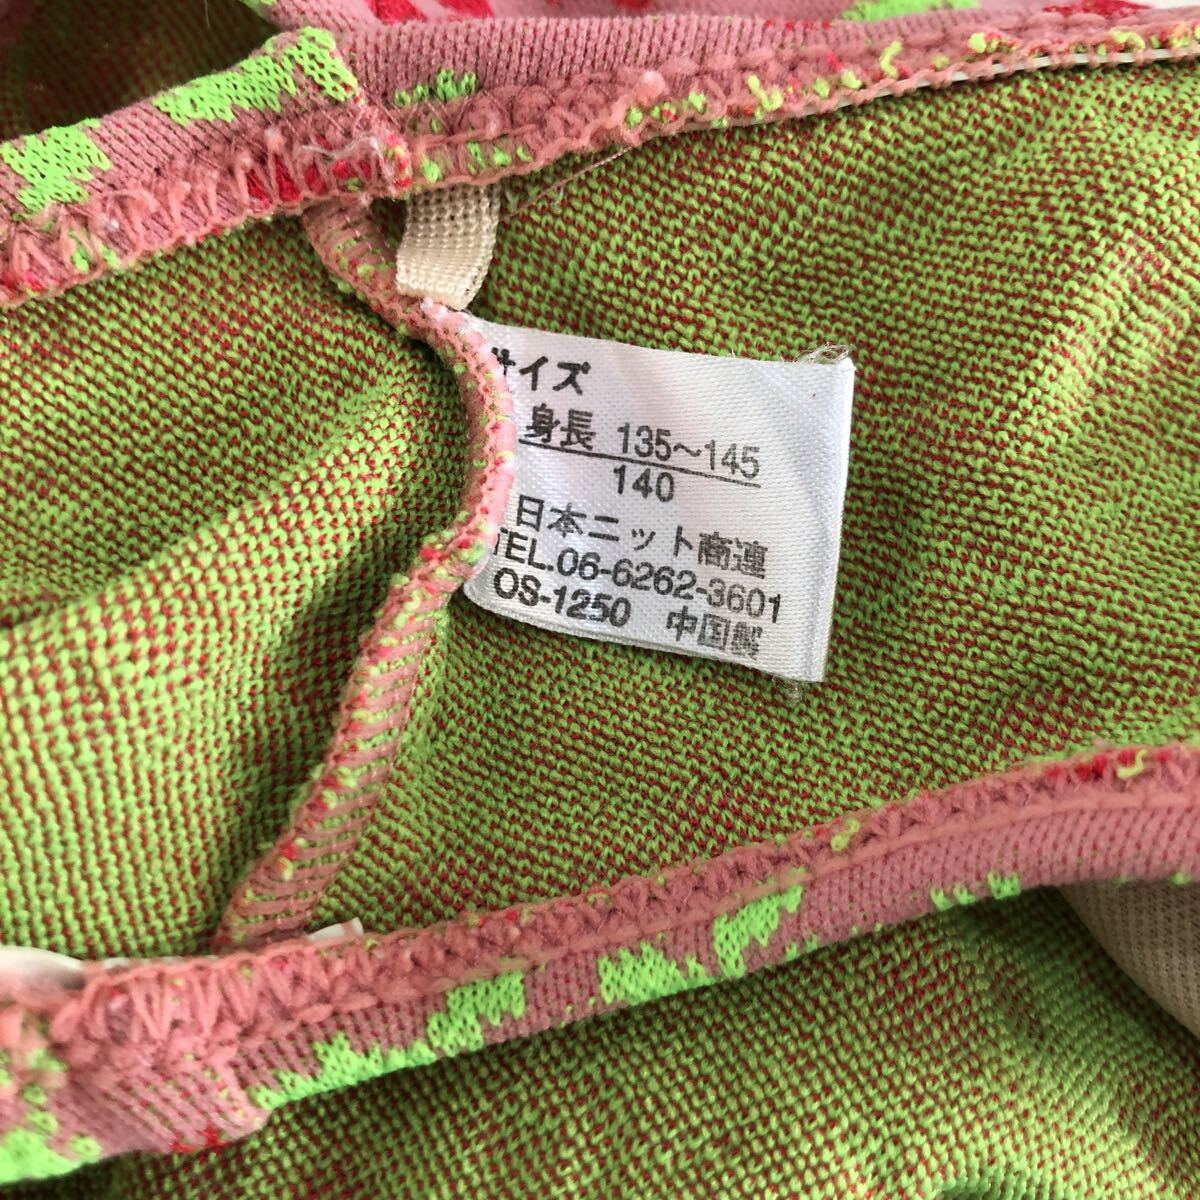 サイズ
身長 135～145
140
日本ニット商連
TEL.06-6262-3601
OS-1250 中国製